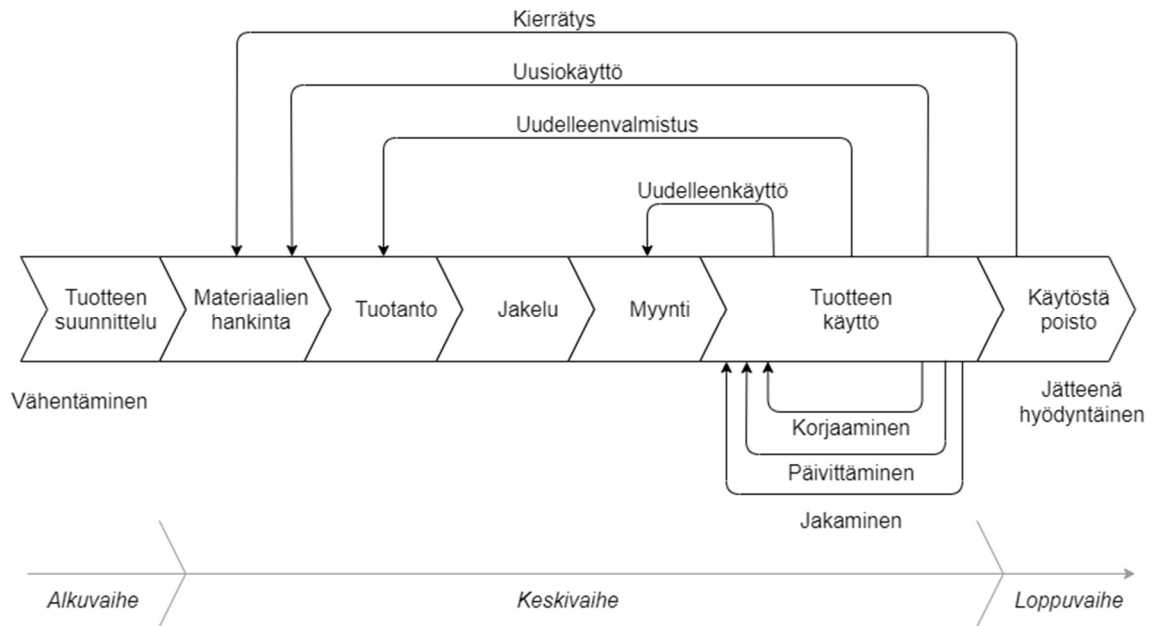 Kierrätys
Uusiokäyttö
Uudelleenvalmistus
Uudelleenkäyttö
Tuotteen
suunnittelu
Materiaalien
hankinta
Tuotanto
Jakelu
Myynti
Tuotteen
käyttö
Käytöstä
poisto
Vähentäminen
Jätteenä
hyödyntäinen
Korjaaminen
Päivittäminen
Jakaminen
Alkuvaihe
Keskivaihe
Loppuvaihe